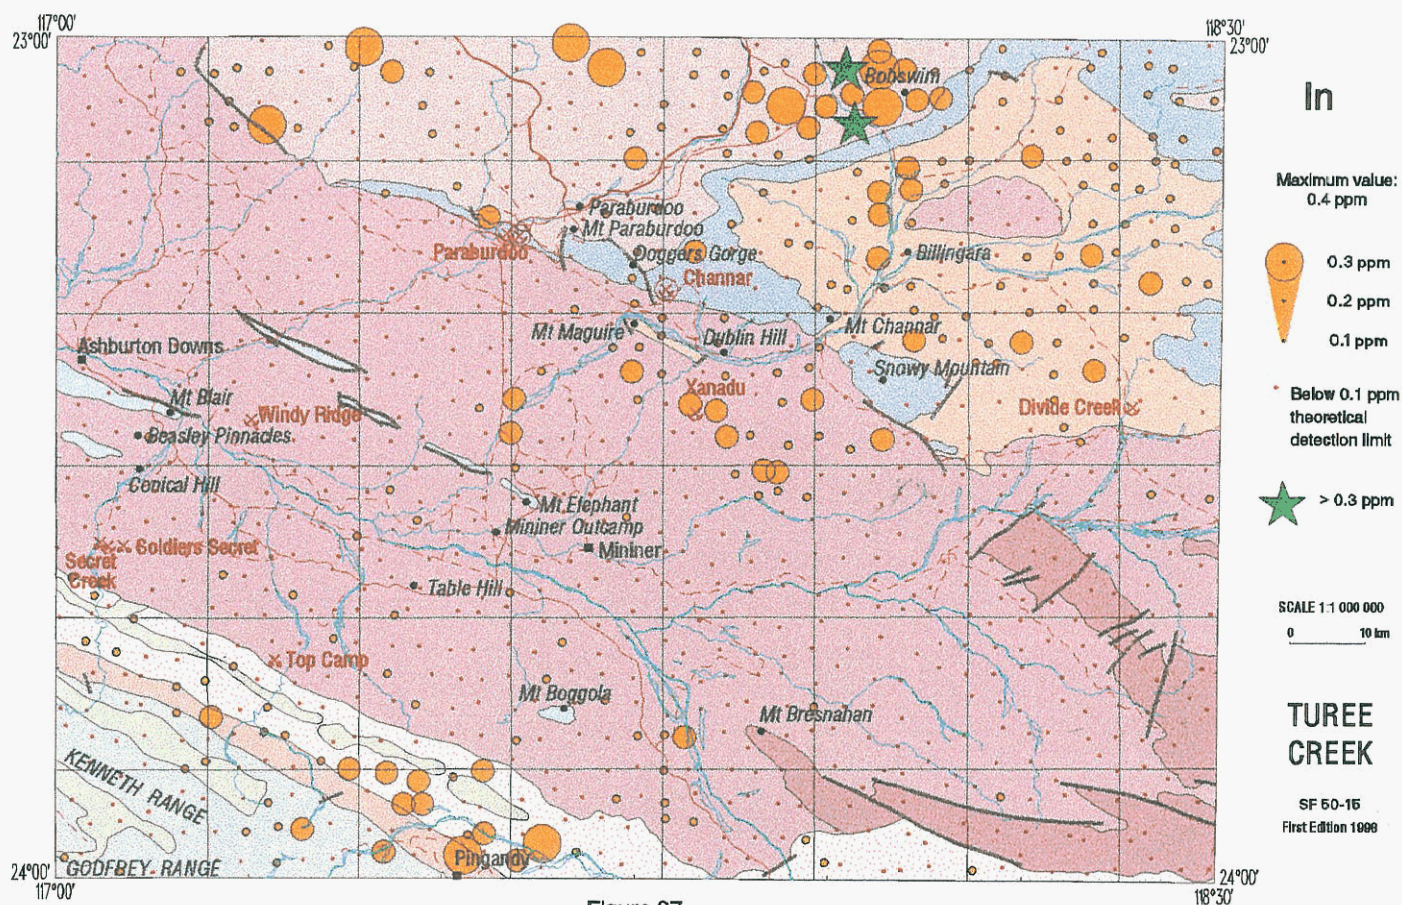 117°00'
118°30'
23°00'
23°00'
In
Bobswim
Maximum value:
0.4 ppm
Paraburdoo
Mt Paraburdoo
Paraburdoo
Doggers Gorge
Billingara
0.3 ppm
Channar
0.2 ppm
Mt Maguire
Dublin Hill
Mt Channar
0.1 ppm
Ashburton Downs
Snowy Mountain
Xanadu
Below 0.1 ppm
theoretical
detection limit
Mt Blair
Windy Ridge
Divide Creek
Beasley Pinnacles
Conical Hill
Mt Elephant
> 0.3 ppm
Mininer Outcamp
Soldiers Secret
Mininer
Secret
Creek
Table Hill
SCALE 1:1 000 000
0 10 km
Top Camp
Mt Boggola
Mt Bresnahan
TUREE
CREEK
KENNETH RANGE
SF 50-15
First Edition 1998
Pingandy
GODFREY RANGE
24°00'
24°00'
117°00'
118°30'